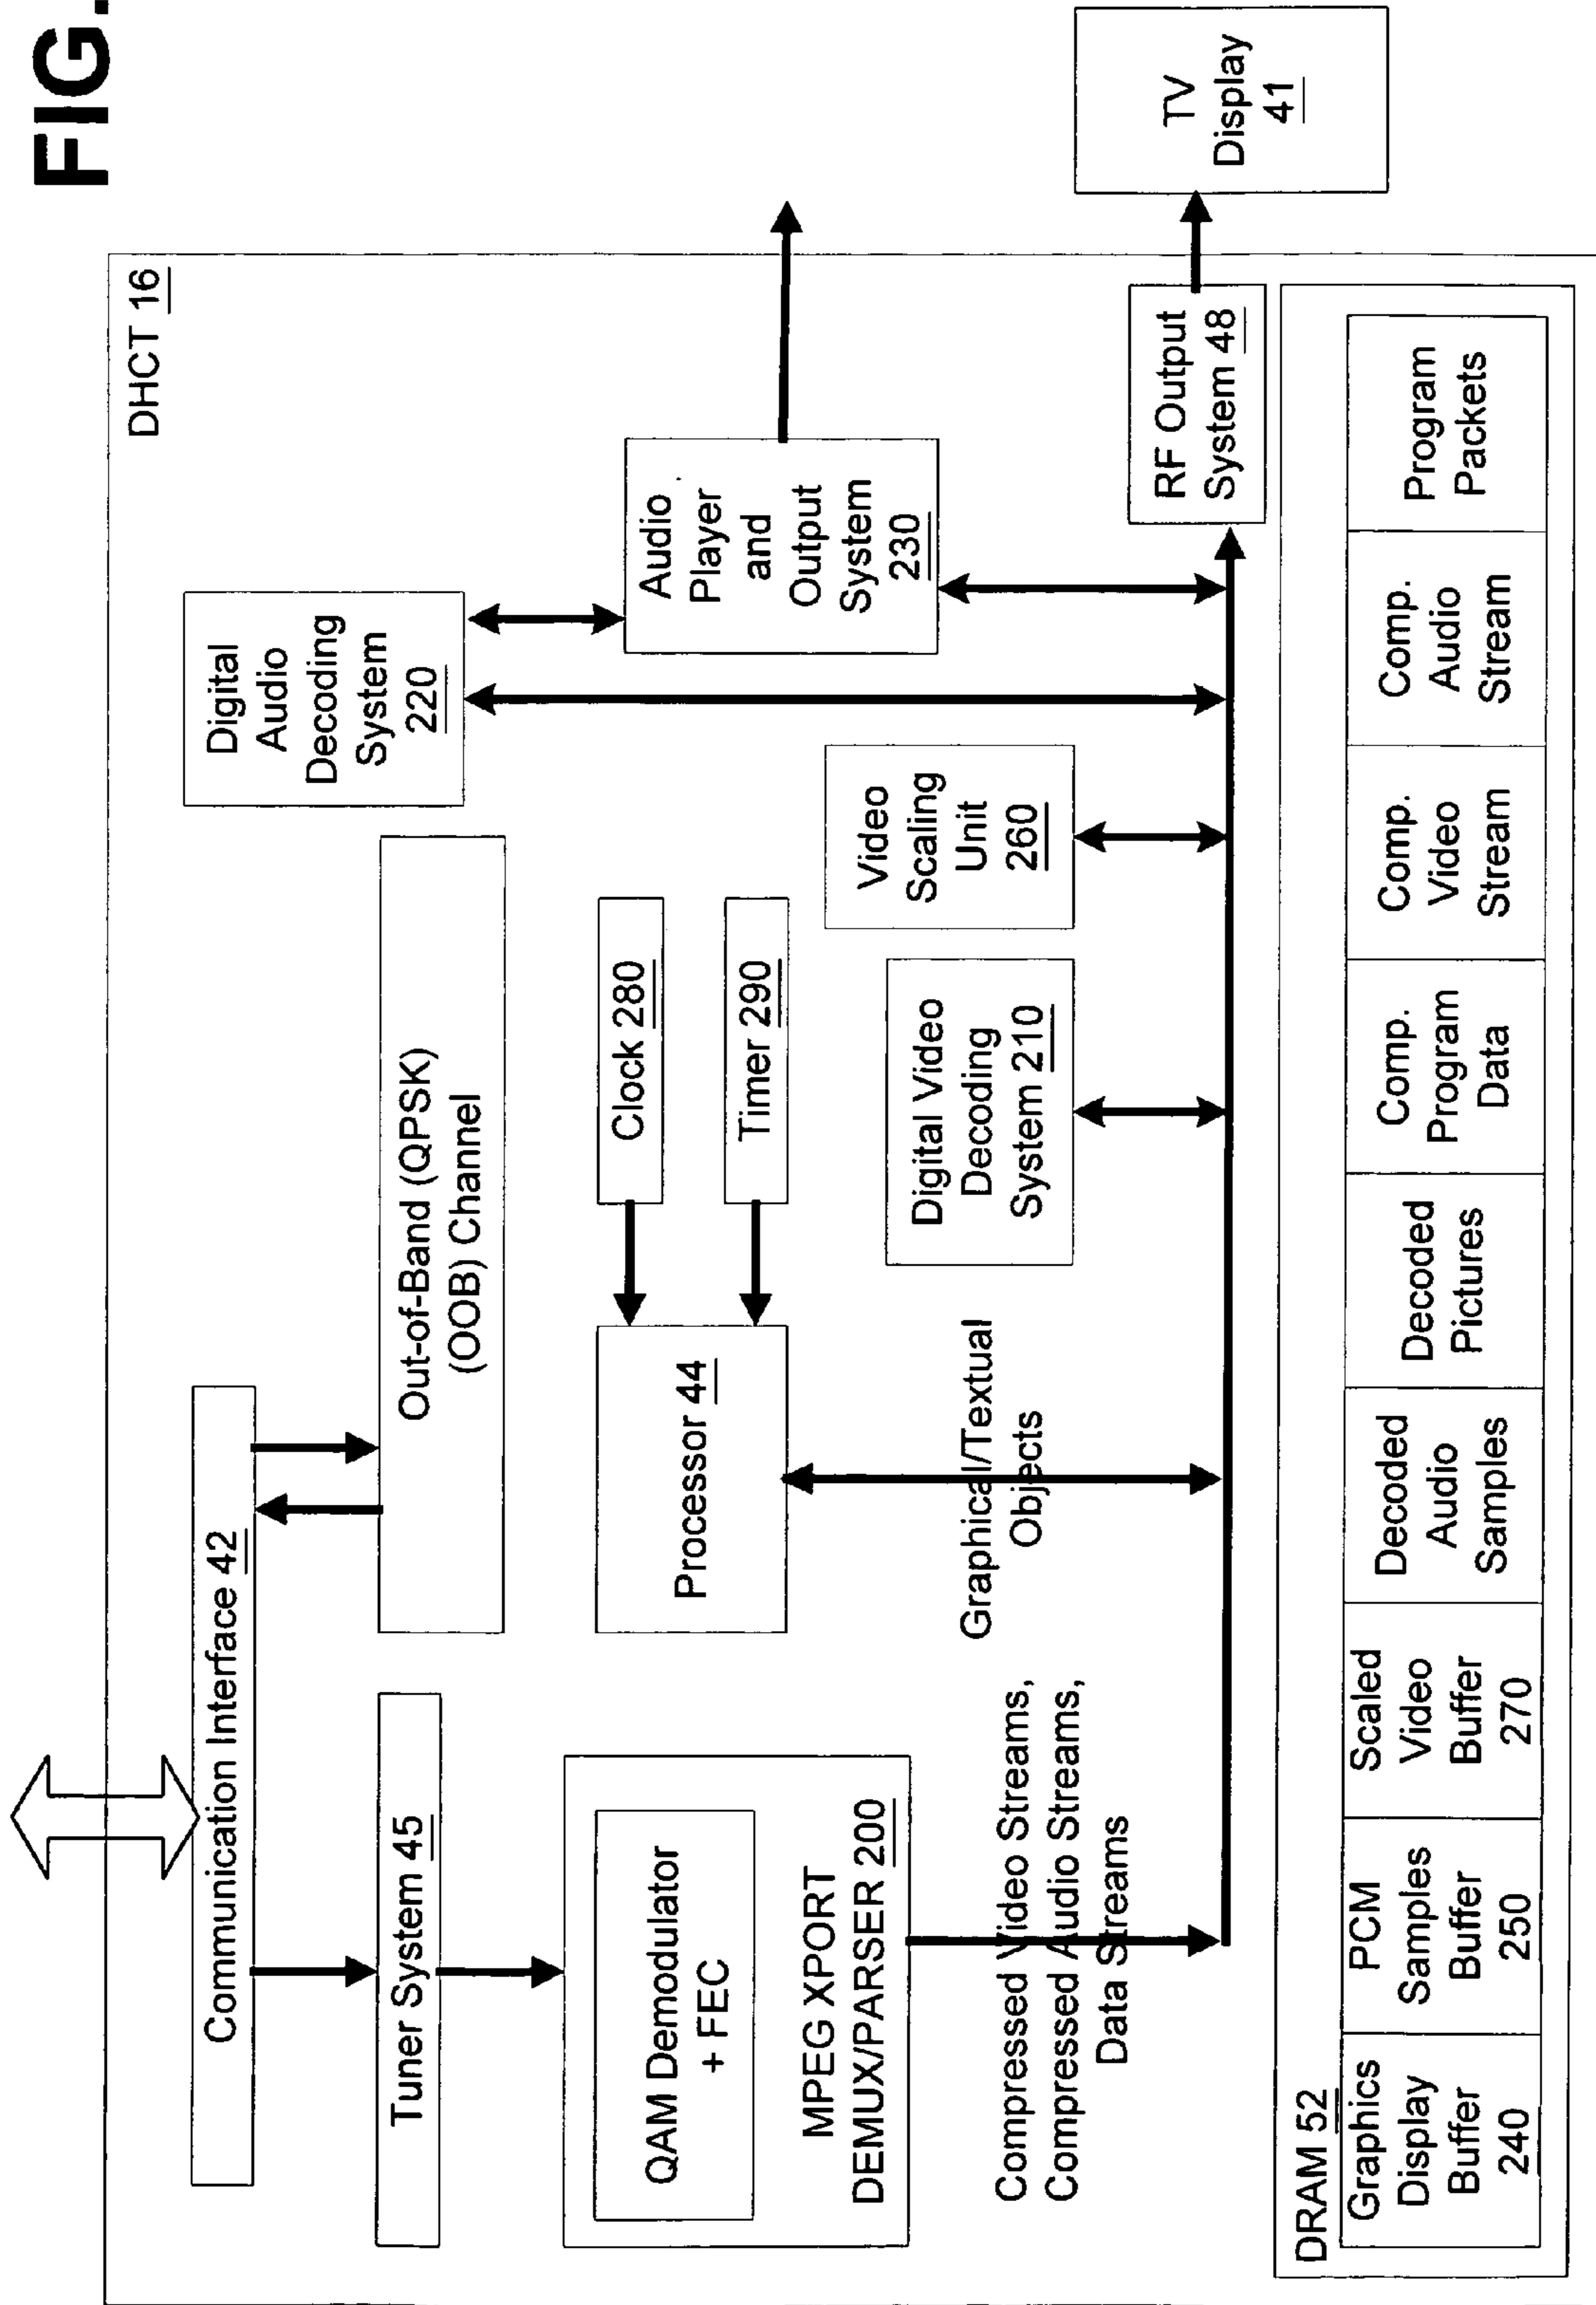 FIG.
DHCT 16
Communication Interface 42
Out-of-Band (QPSK)
(OOB) Channel
Digital
Audio
Decoding
System
220
Tuner System 45
QAM Demodulator
+ FEC
MPEG XPORT
DEMUX/PARSER 200
Processor 44
Clock 280
Timer 290
Audio
Player
and
Output
System
230
Video
Scaling
Unit
260
Digital Video
Decoding
System 210
Graphical/Textual
Objects
Compressed Video Streams,
Compressed Audio Streams,
Data Streams
RF Output
System 48
TV
Display
41
DRAM 52
Graphics
Display
Buffer
240
PCM
Samples
Buffer
250
Scaled
Video
Buffer
270
Decoded
Audio
Samples
Decoded
Pictures
Comp.
Program
Data
Comp.
Video
Stream
Comp.
Audio
Stream
Program
Packets